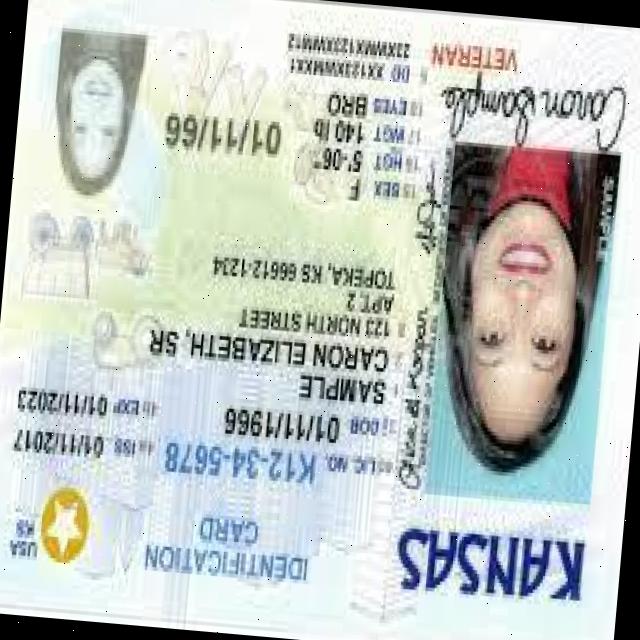 KANSAS
IDENTIFICATION
CARD
USA
KS
4d LIC. NO. K12-34-5678
4a ISS 01/11/2017
3 DOB 01/11/1966
4b EXP 01/11/2023
1 SAMPLE
2 CARON ELIZABETH, SR
8 123 NORTH STREET
APT 2
TOPEKA, KS 66612-1234
15 SEX F
16 HGT 5'-06"
17 WGT 140 lb
18 EYES BRO
01/11/66
5 DD
VETERAN
Caron Sample